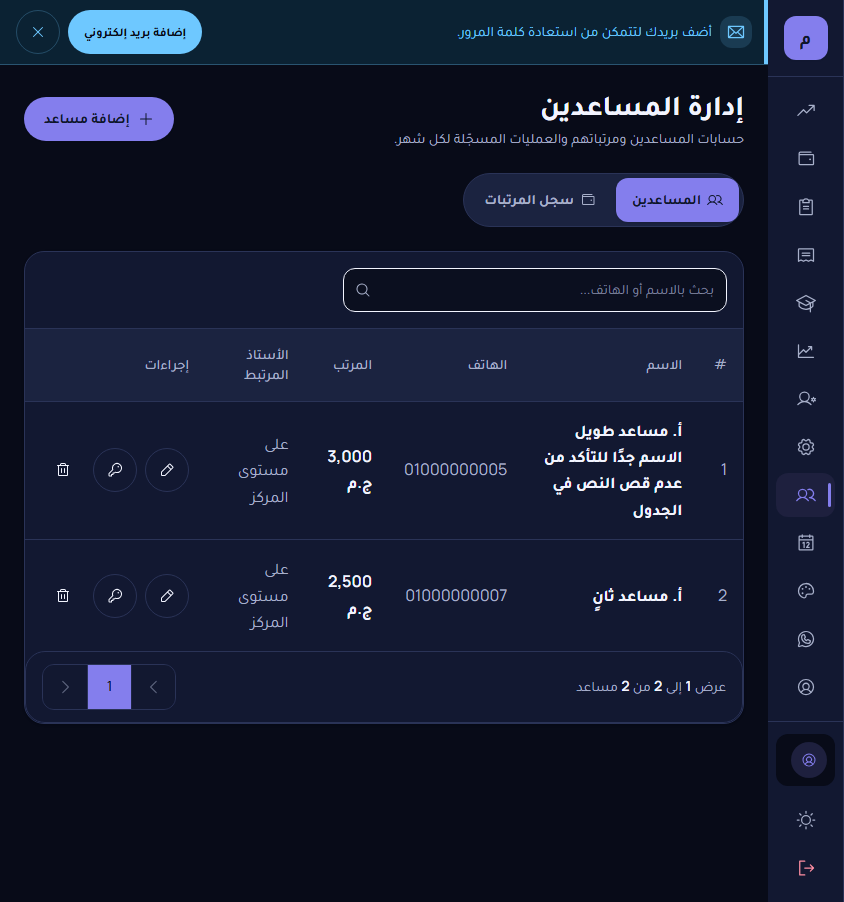 م
أضف بريدك لتتمكن من استعادة كلمة المرور.
إضافة بريد إلكتروني
إدارة المساعدين
حسابات المساعدين ومرتباتهم والعمليات المسجّلة لكل شهر.
إضافة مساعد
المساعدين
سجل المرتبات
بحث بالاسم أو الهاتف...
# الاسم الهاتف المرتب الأستاذ المرتبط إجراءات
1
أ. مساعد طويل
الاسم جدًا للتأكد من
عدم قص النص في
الجدول
01000000005
3,000
ج.م
على
مستوى
المركز
2
أ. مساعد ثانٍ
01000000007
2,500
ج.م
على
مستوى
المركز
عرض 1 إلى 2 من 2 مساعد
1
12